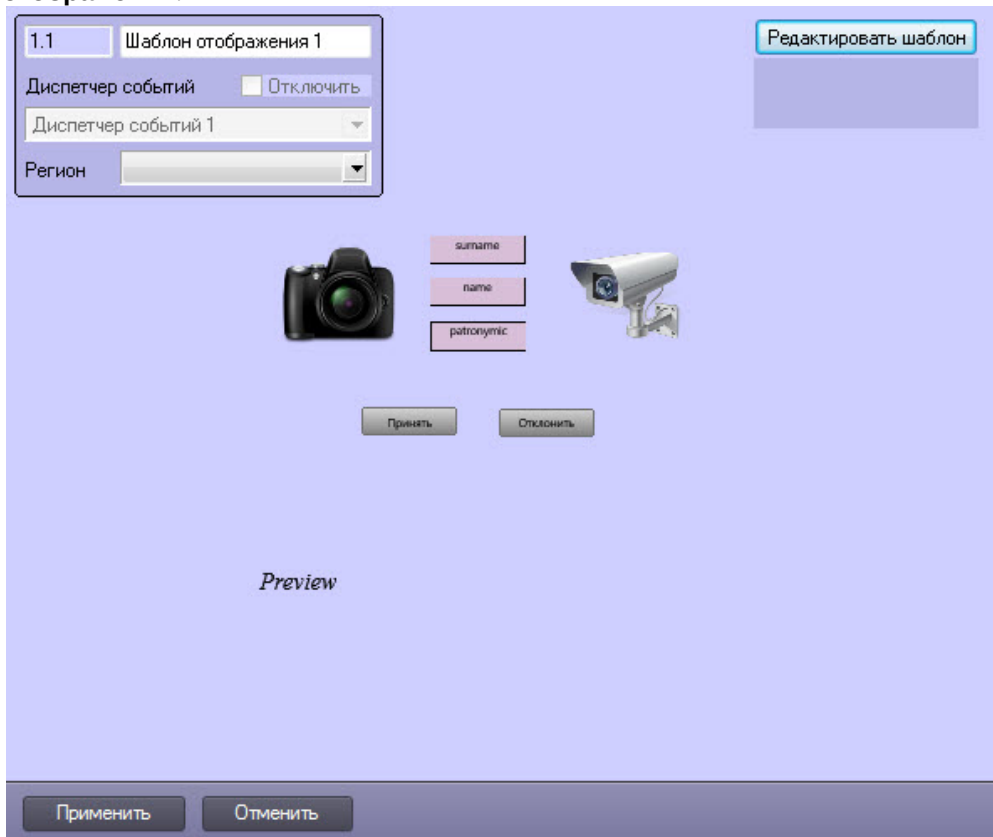 1.1 Шаблон отображения 1
Редактировать шаблон
Диспетчер событий Отключить
Диспетчер событий 1
Регион
surname
name
patronymic
Принять Отклонить
Preview
Применить Отменить